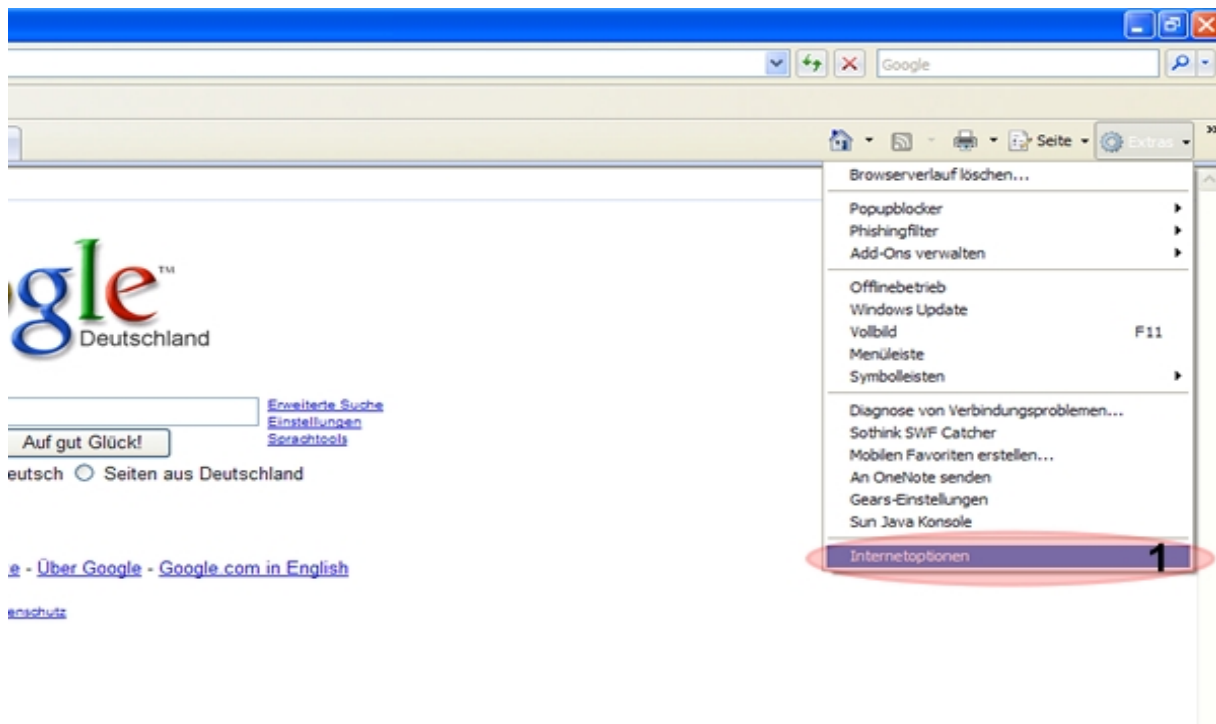 Google
Seite Extras »
Browserverlauf löschen...
Popupblocker
Phishingfilter
Add-Ons verwalten
Offlinebetrieb
Windows Update
Vollbild F11
Menüleiste
Symbolleisten
Diagnose von Verbindungsproblemen...
Sothink SWF Catcher
Mobilen Favoriten erstellen...
An OneNote senden
Gears-Einstellungen
Sun Java Konsole
Internetoptionen 1
ogle™
Deutschland
Erweiterte Suche
Einstellungen
Auf gut Glück!
Sprachtools
eutsch Seiten aus Deutschland
e - Über Google - Google.com in English
enschutz